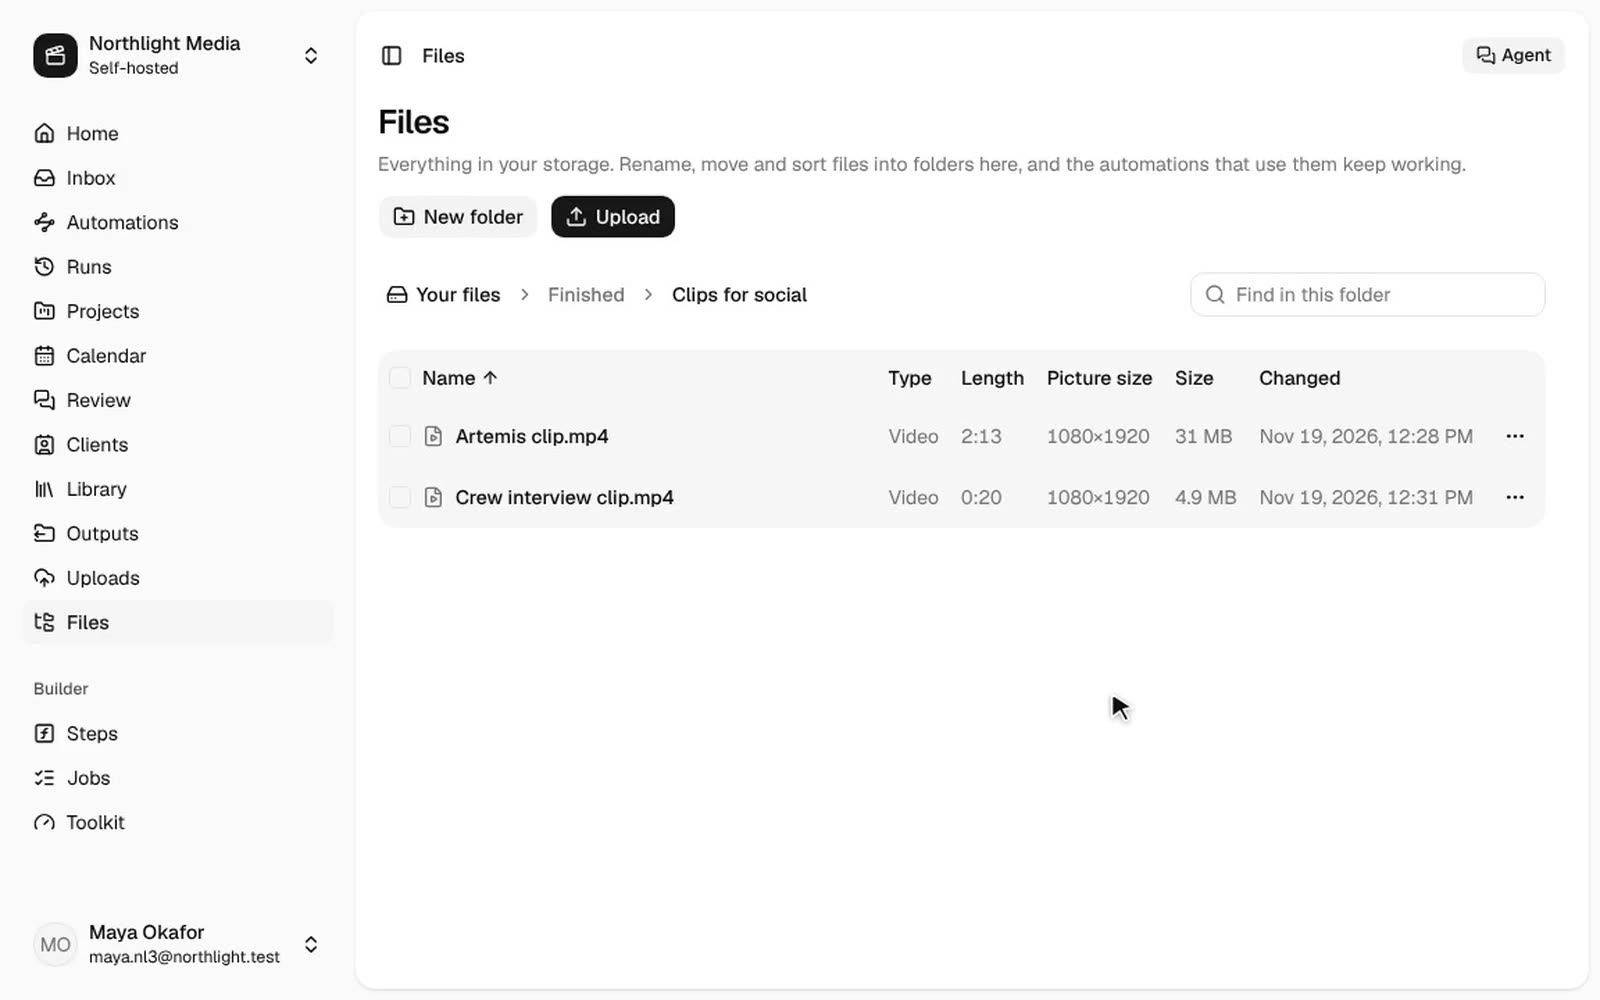 Northlight Media
Self-hosted
Home
Inbox
Automations
Runs
Projects
Calendar
Review
Clients
Library
Outputs
Uploads
Files
Builder
Steps
Jobs
Toolkit
MO
Maya Okafor
maya.nl3@northlight.test
Files
Agent
Files
Everything in your storage. Rename, move and sort files into folders here, and the automations that use them keep working.
New folder
Upload
Your files > Finished > Clips for social
Find in this folder
Name ↑ Type Length Picture size Size Changed
Artemis clip.mp4 Video 2:13 1080×1920 31 MB Nov 19, 2026, 12:28 PM
Crew interview clip.mp4 Video 0:20 1080×1920 4.9 MB Nov 19, 2026, 12:31 PM